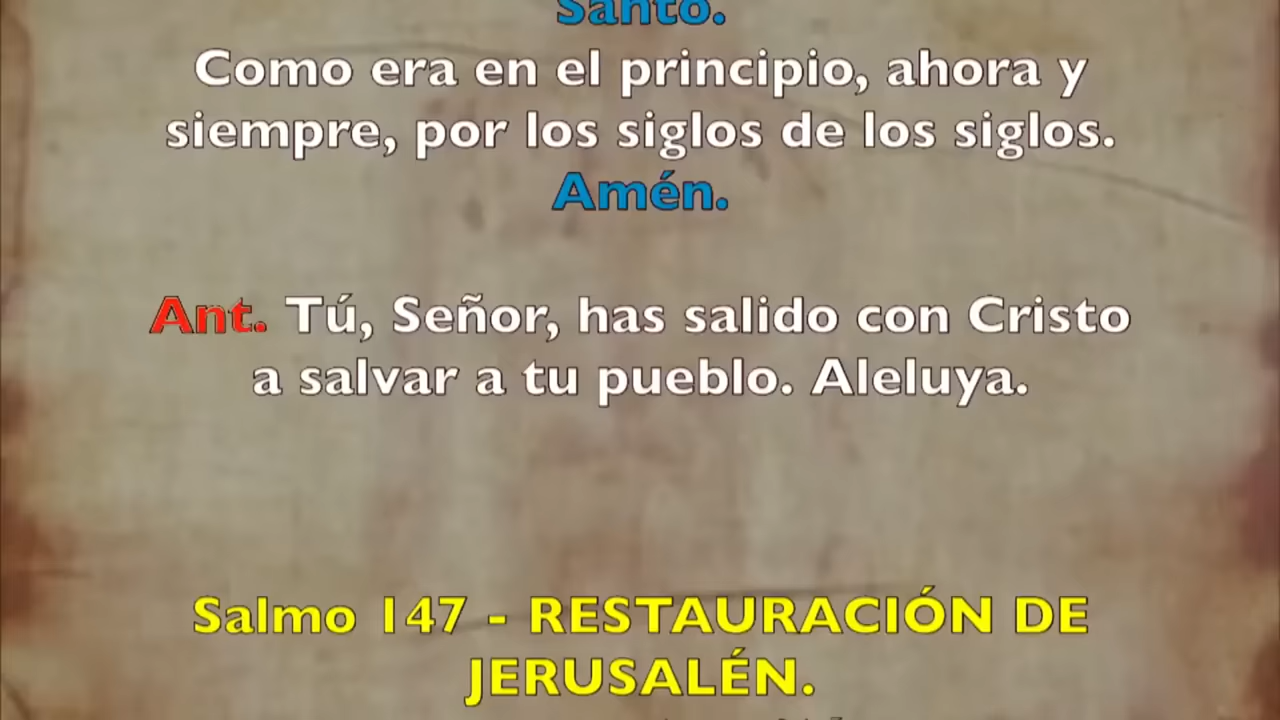 Santo.
Como era en el principio, ahora y
siempre, por los siglos de los siglos.
Amén.
Ant. Tú, Señor, has salido con Cristo
a salvar a tu pueblo. Aleluya.
Salmo 147 - RESTAURACIÓN DE
JERUSALÉN.